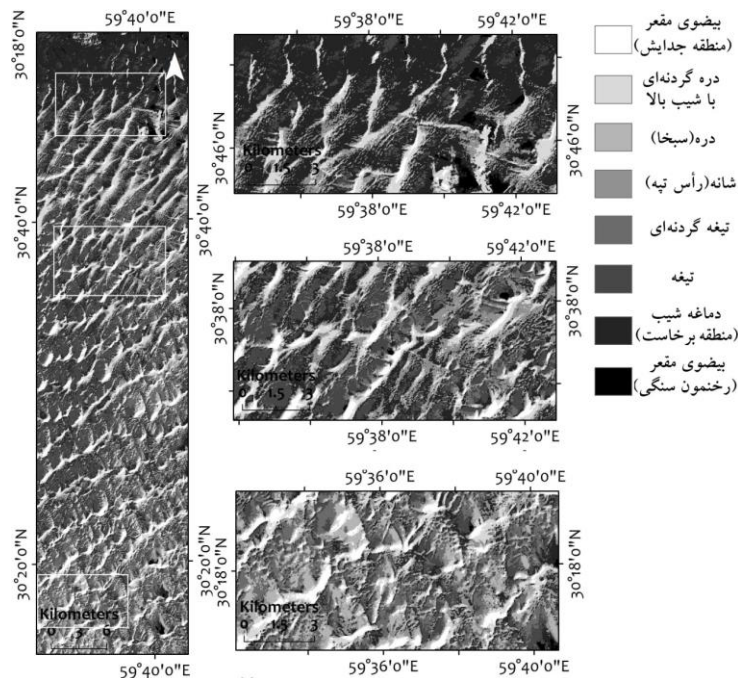 59°40'0"E
30°18'0"N
N
30°40'0"N
30°40'0"N
30°20'0"N
30°20'0"N
Kilometers
0 3 6
59°40'0"E
59°38'0"E
59°42'0"E
30°46'0"N
30°46'0"N
Kilometers
0 1.5 3
59°38'0"E
59°42'0"E
59°38'0"E
59°42'0"E
30°38'0"N
30°38'0"N
Kilometers
0 1.5 3
59°38'0"E
59°42'0"E
59°36'0"E
59°40'0"E
30°18'0"N
30°18'0"N
Kilometers
0 1.5 3
59°36'0"E
59°40'0"E
بیضوی مقعر
(منطقه جدایش)
دره گردنه‌ای
با شیب بالا
دره(سبخا)
شانه(رأس تپه)
تیغه گردنه‌ای
تیغه
دماغه شیب
(منطقه برخاست)
بیضوی مقعر
(رخنمون سنگی)